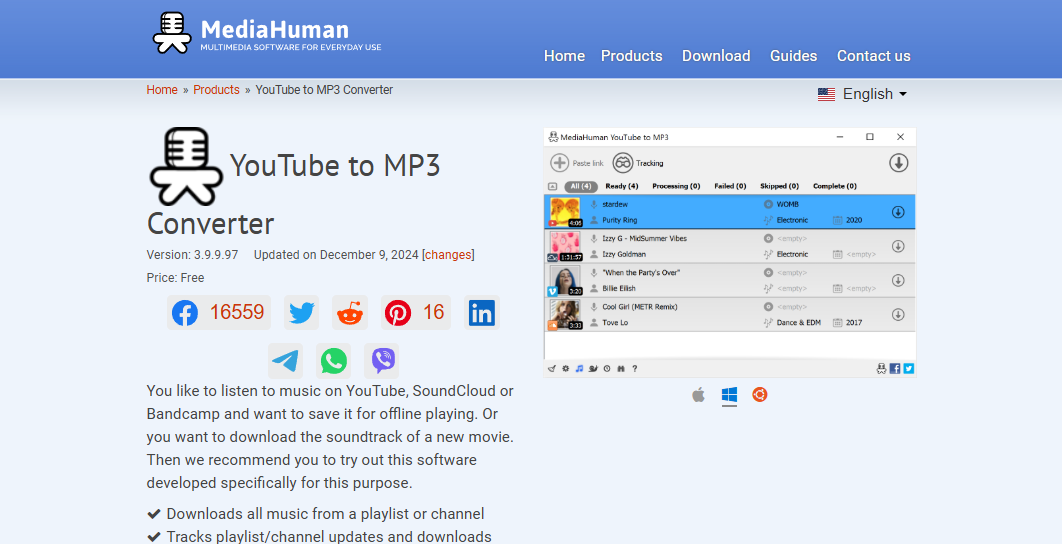 MediaHuman
MULTIMEDIA SOFTWARE FOR EVERYDAY USE
Home Products Download Guides Contact us
Home » Products » YouTube to MP3 Converter
English
YouTube to MP3
Converter
Version: 3.9.9.97 Updated on December 9, 2024 [changes]
Price: Free
16559 16
You like to listen to music on YouTube, SoundCloud or
Bandcamp and want to save it for offline playing. Or
you want to download the soundtrack of a new movie.
Then we recommend you to try out this software
developed specifically for this purpose.
Downloads all music from a playlist or channel
Tracks playlist/channel updates and downloads
MediaHuman YouTube to MP3
Paste link Tracking
All (4) Ready (4) Processing (0) Failed (0) Skipped (0) Complete (0)
stardew WOMB
4:06 Purity Ring Electronic 2020
Izzy G - MidSummer Vibes <empty>
1:31:57 Izzy Goldman Electronic <empty>
"When the Party's Over" <empty>
3:20 Billie Eilish <empty> <empty>
Cool Girl (METR Remix) <empty>
3:33 Tove Lo Dance & EDM 2017